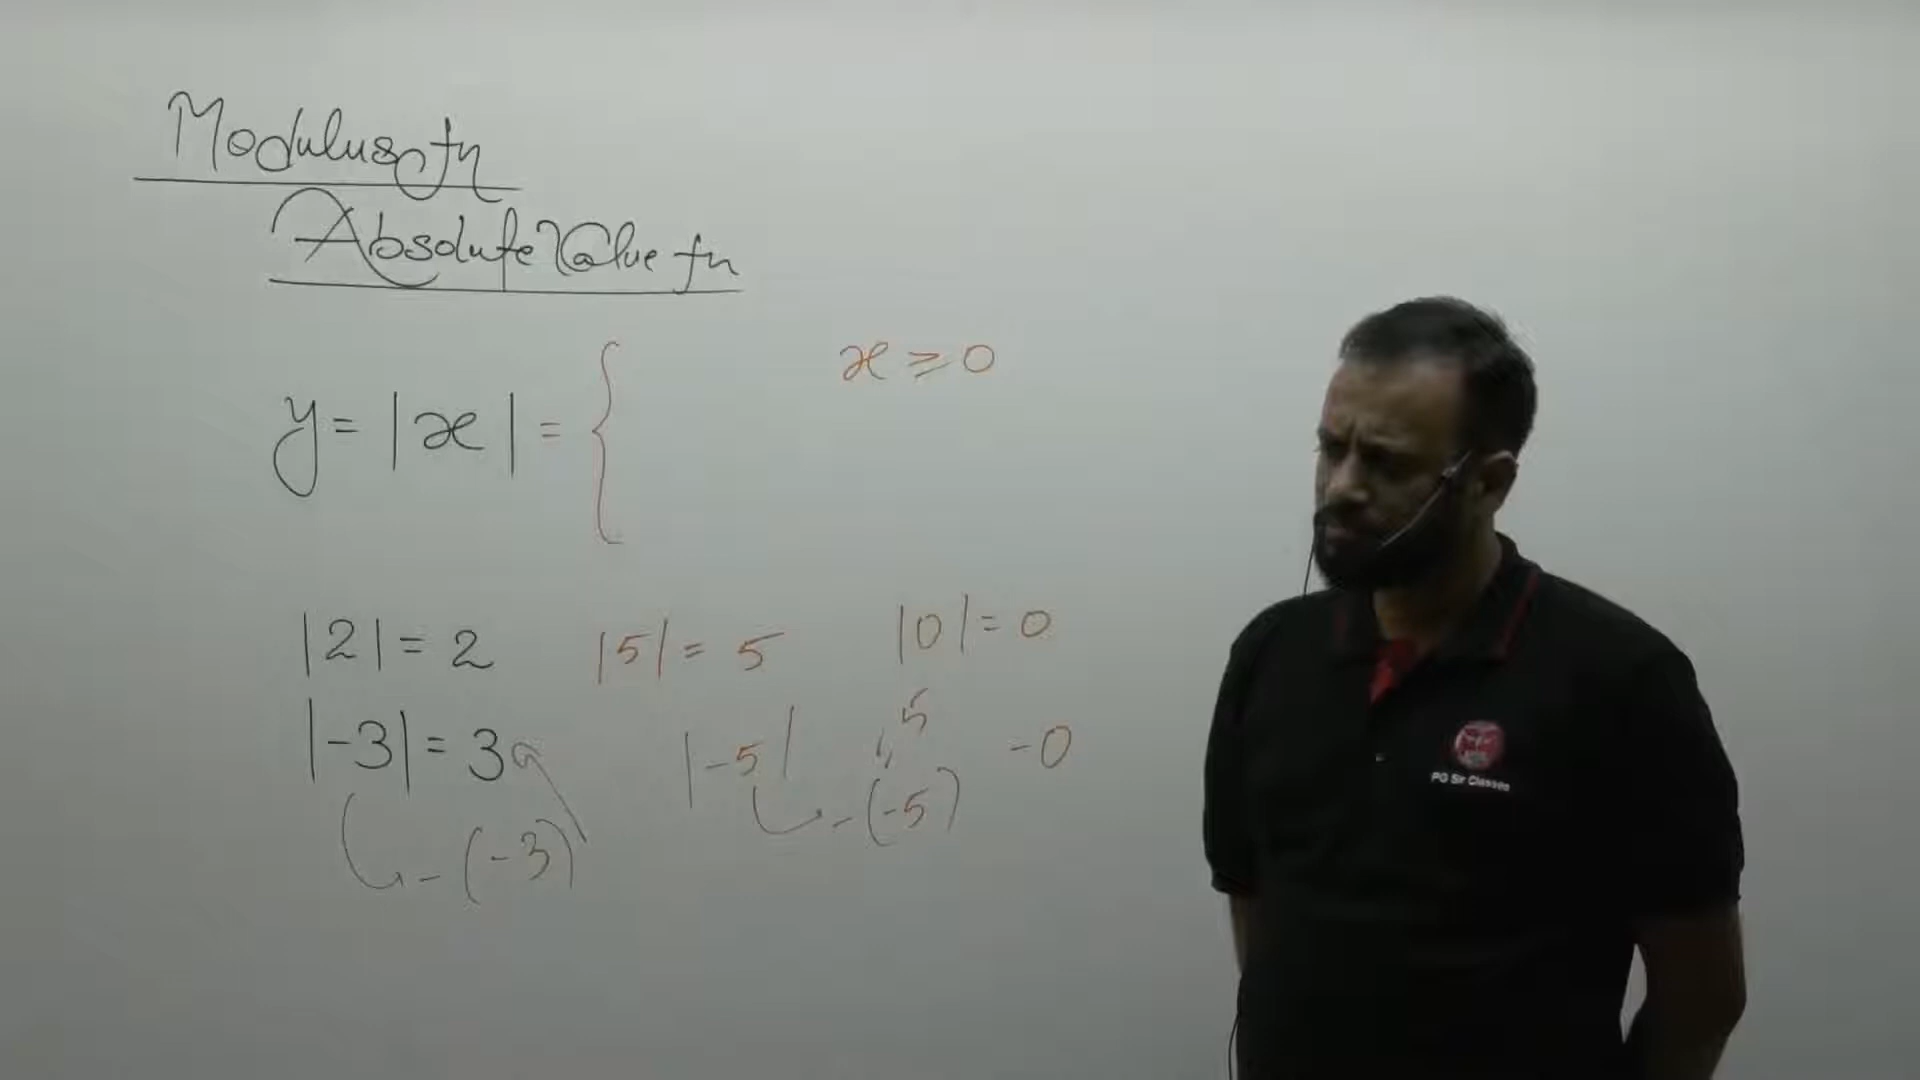 Modulus fn
Absolute Value fn
x ≥ 0
y = |x| = {
|2| = 2 |5| = 5 |0| = 0
|-3| = 3 |-5| 5 -0
-(-3) -(-5)
PG Sir Classes